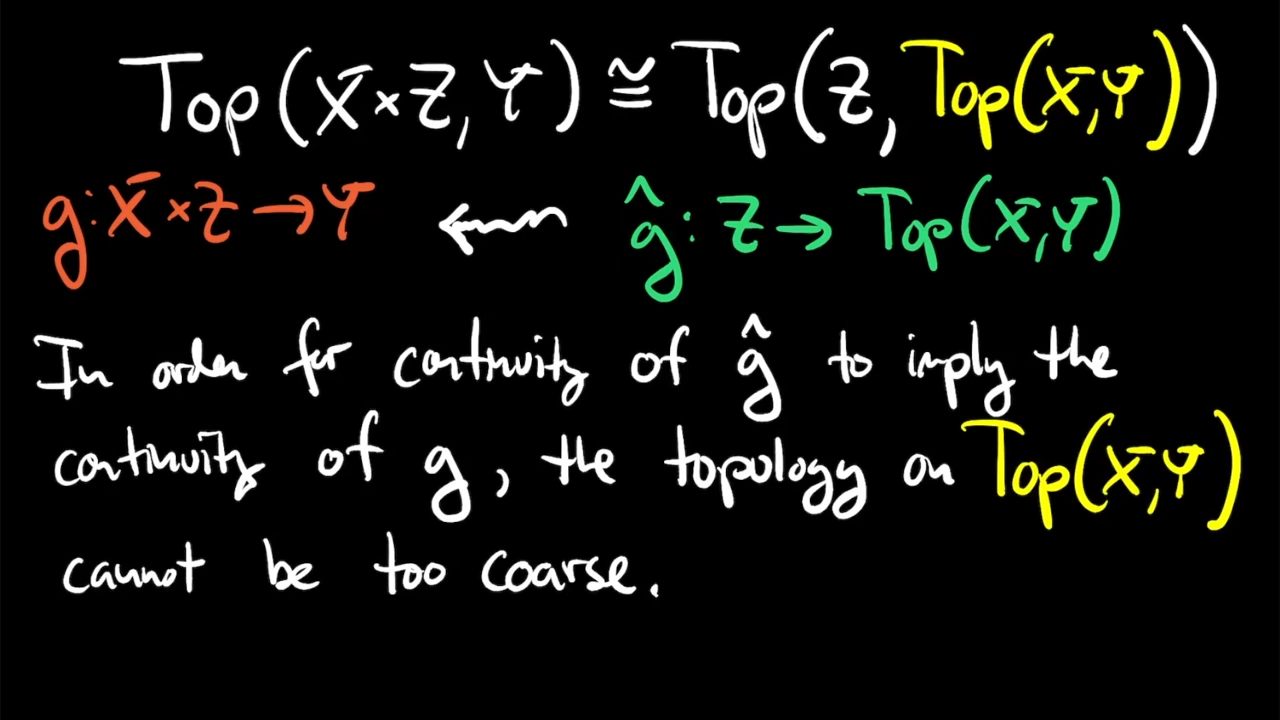 Top(X×Z, Y) ≅ Top(Z, Top(X,Y))
g: X×Z → Y ⟵ ĝ: Z → Top(X,Y)
In order for continuity of ĝ to imply the
continuity of g, the topology on Top(X,Y)
cannot be too coarse.